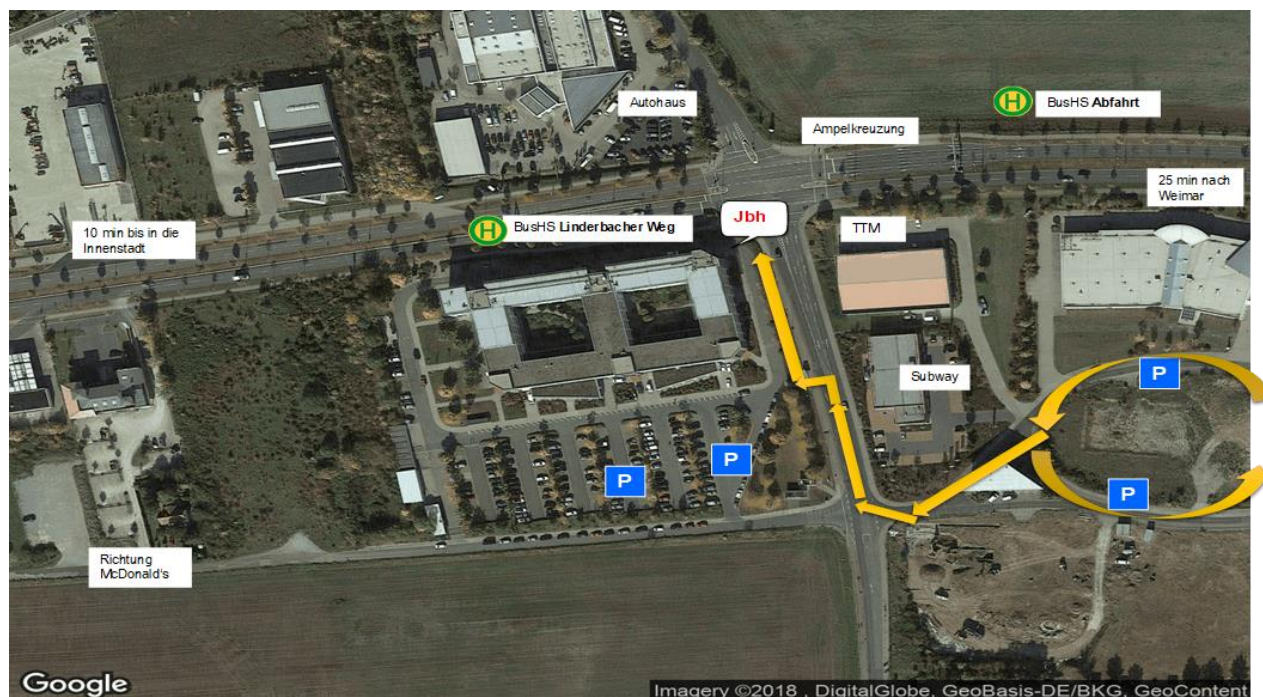 H
BusHS Abfahrt
Autohaus
Ampelkreuzung
25 min nach
Weimar
Jbh
10 min bis in die
Innenstadt
H
BusHS Linderbacher Weg
TTM
Subway
P
P
P
P
Richtung
McDonald's
Google
Imagery ©2018 , DigitalGlobe, GeoBasis-DE/BKG, GeoContent